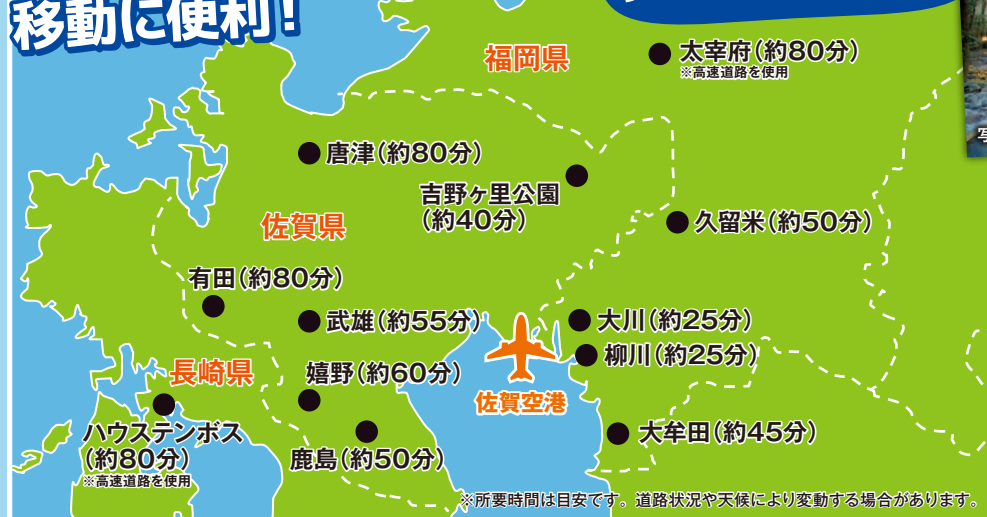 移動に便利!
福岡県
太宰府(約80分)
※高速道路を使用
唐津(約80分)
吉野ヶ里公園
(約40分)
佐賀県
久留米(約50分)
有田(約80分)
武雄(約55分)
大川(約25分)
柳川(約25分)
長崎県
嬉野(約60分)
佐賀空港
ハウステンボス
(約80分)
※高速道路を使用
鹿島(約50分)
大牟田(約45分)
※所要時間は目安です。道路状況や天候により変動する場合があります。